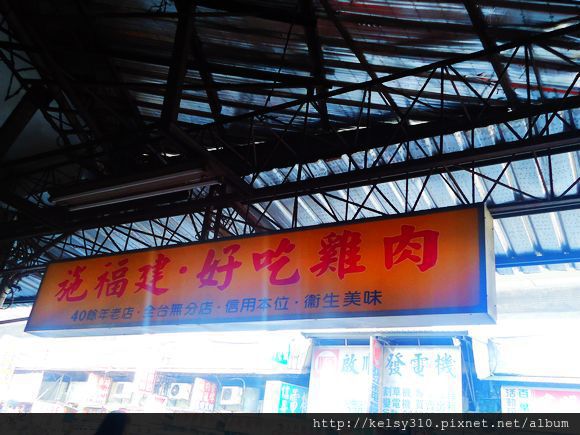 施福建·好吃雞肉
40餘年老店·全台無分店·信用本位·衞生美味
發電機
http://kelsy310.pixnet.net/album